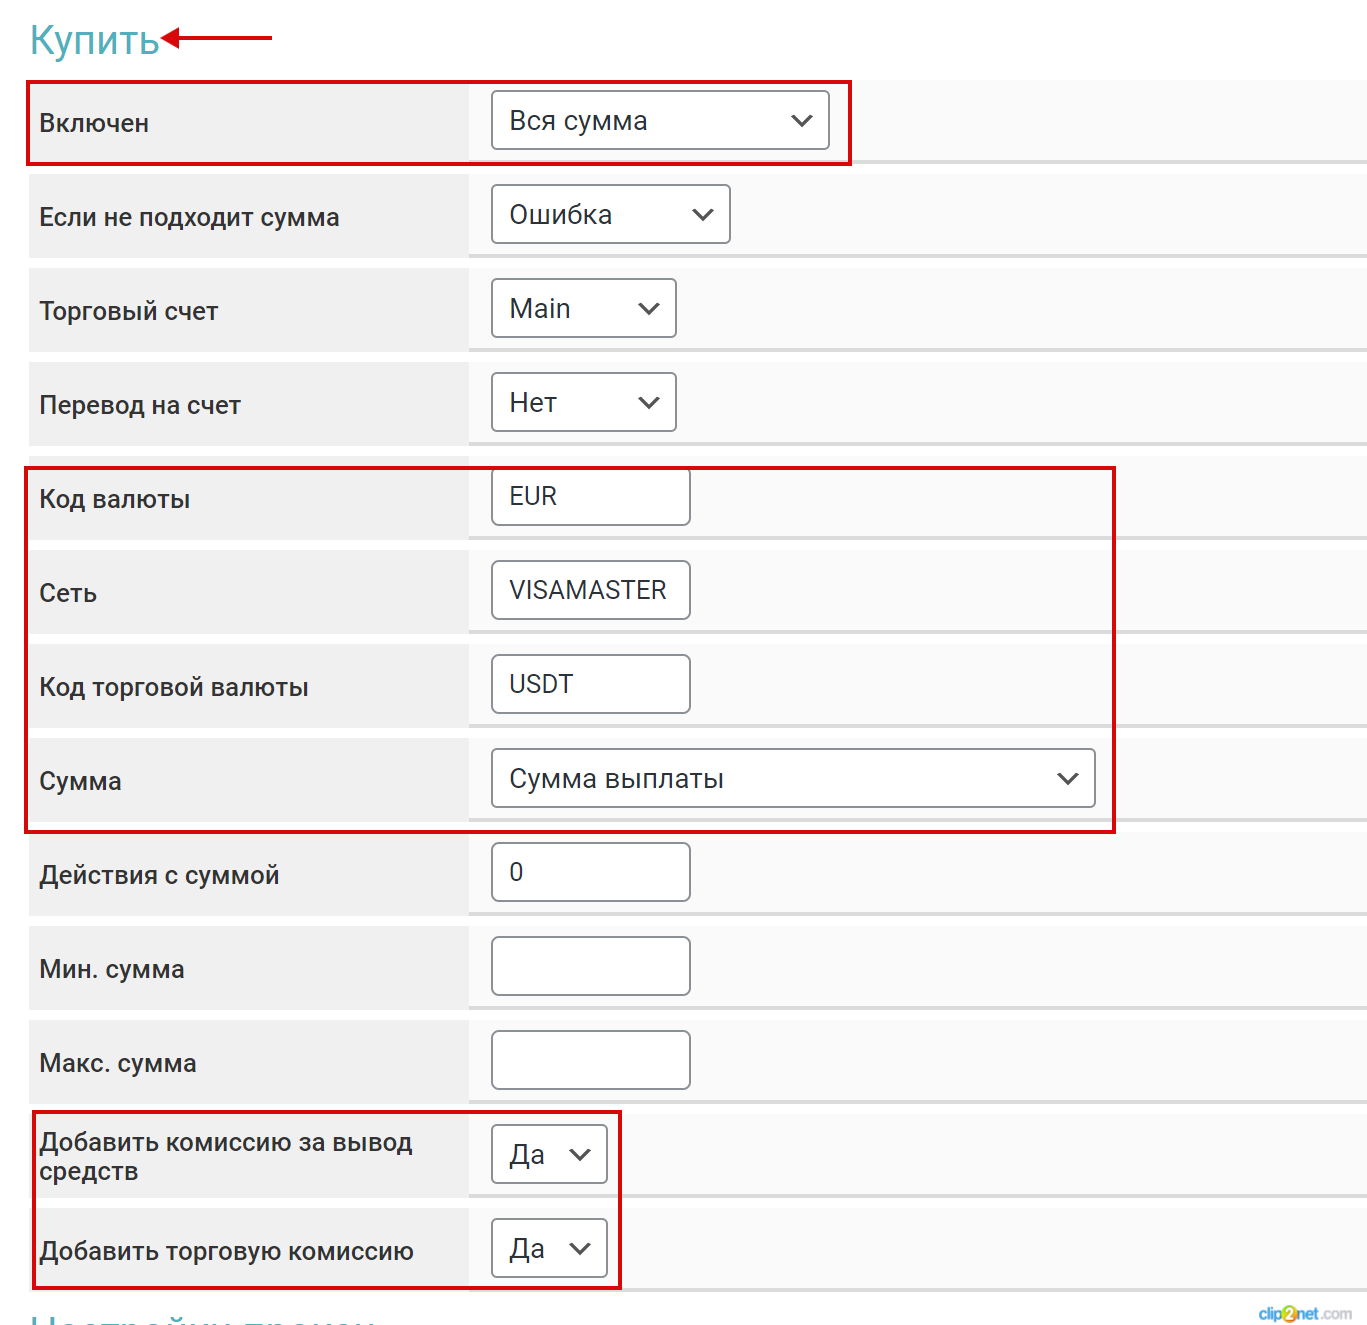 Купить
Включен
Вся сумма
Если не подходит сумма
Ошибка
Торговый счет
Main
Перевод на счет
Нет
Код валюты
EUR
Сеть
VISAMASTER
Код торговой валюты
USDT
Сумма
Сумма выплаты
Действия с суммой
0
Мин. сумма
Макс. сумма
Добавить комиссию за вывод
средств
Да
Добавить торговую комиссию
Да
clip2net.com